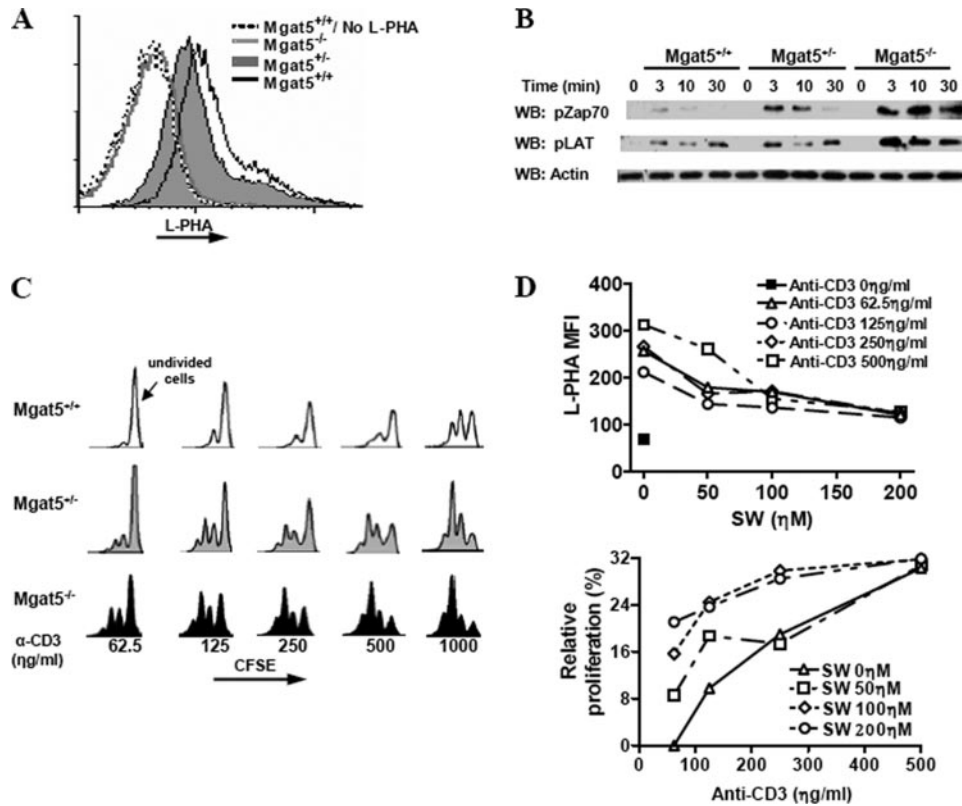 A
Mgat5+/+/ No L-PHA
Mgat5-/-
Mgat5+/-
Mgat5+/+
L-PHA
B
Mgat5+/+ Mgat5+/- Mgat5-/-
Time (min) 0 3 10 30 0 3 10 30 0 3 10 30
WB: pZap70
WB: pLAT
WB: Actin
C
undivided
cells
Mgat5+/+
Mgat5+/-
Mgat5-/-
α-CD3
(ηg/ml)
62.5 125 250 500 1000
CFSE
D
400
300
200
100
0
L-PHA MFI
Anti-CD3 0ηg/ml
Anti-CD3 62.5ηg/ml
Anti-CD3 125ηg/ml
Anti-CD3 250ηg/ml
Anti-CD3 500ηg/ml
0 50 100 150 200
SW (ηM)
32
24
16
8
0
Relative
proliferation (%)
SW 0ηM
SW 50ηM
SW 100ηM
SW 200ηM
0 100 200 300 400 500
Anti-CD3 (ηg/ml)